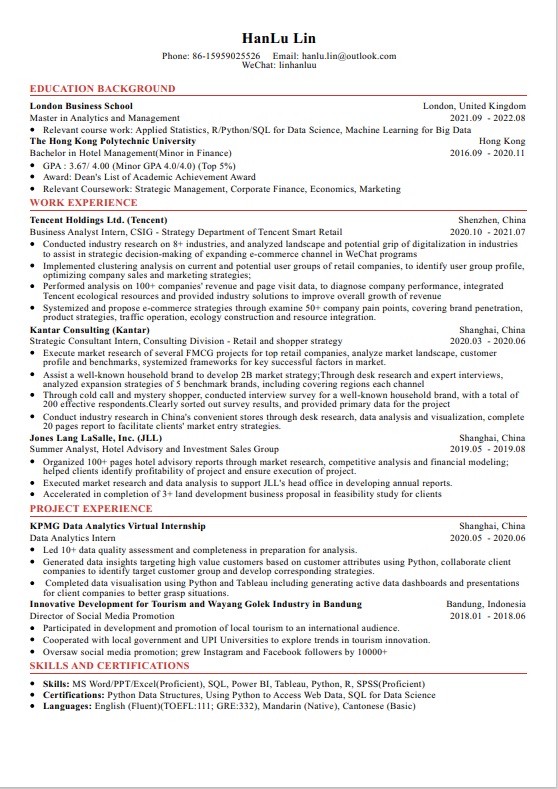 HanLu Lin
Phone: 86-15959025526 Email: hanlu.lin@outlook.com
WeChat: linhanluu
EDUCATION BACKGROUND
London Business School London, United Kingdom
Master in Analytics and Management 2021.09 - 2022.08
● Relevant course work: Applied Statistics, R/Python/SQL for Data Science, Machine Learning for Big Data
The Hong Kong Polytechnic University Hong Kong
Bachelor in Hotel Management(Minor in Finance) 2016.09 - 2020.11
● GPA : 3.67/ 4.00 (Minor GPA 4.0/4.0) (Top 5%)
● Award: Dean's List of Academic Achievement Award
● Relevant Coursework: Strategic Management, Corporate Finance, Economics, Marketing
WORK EXPERIENCE
Tencent Holdings Ltd. (Tencent) Shenzhen, China
Business Analyst Intern, CSIG - Strategy Department of Tencent Smart Retail 2020.10 - 2021.07
● Conducted industry research on 8+ industries, and analyzed landscape and potential grip of digitalization in industries
to assist in strategic decision-making of expanding e-commerce channel in WeChat programs
● Implemented clustering analysis on current and potential user groups of retail companies, to identify user group profile,
optimizing company sales and marketing strategies;
● Performed analysis on 100+ companies' revenue and page visit data, to diagnose company performance, integrated
Tencent ecological resources and provided industry solutions to improve overall growth of revenue
● Systemized and propose e-commerce strategies through examine 50+ company pain points, covering brand penetration,
product strategies, traffic operation, ecology construction and resource integration.
Kantar Consulting (Kantar) Shanghai, China
Strategic Consultant Intern, Consulting Division - Retail and shopper strategy 2020.03 - 2020.06
● Execute market research of several FMCG projects for top retail companies, analyze market landscape, customer
profile and benchmarks, systemized framework for key successful factors in market.
● Assist a well-known household brand to develop 2B market strategy;Through desk research and expert interviews,
analyzed expansion strategies of 5 benchmark brands, including covering regions each channel
● Through cold call and mystery shopper, conducted interview survey for a well-known household brand, with a total of
200 effective respondents.Clearly sorted out survey results, and provided primary data for the project
● Conduct industry research in China's convenient stores through desk research, data analysis and visualization, complete
20 pages report to facilitate clients' market entry strategy.
Jones Lang LaSalle, Inc. (JLL) Shanghai, China
Summer Analyst, Hotel Advisory and Investment Sales Group 2019.05 - 2019.08
● Organized 100+ pages hotel advisory reports through market research, competitive analysis and financial modeling;
helped clients identify profitability of project and ensure execution of project.
● Executed market research and data analysis to support JLL's head office in developing annual reports.
● Accelerated in completion of 3+ land development business proposal in feasibility study for clients
PROJECT EXPERIENCE
KPMG Data Analytics Virtual Internship Shanghai, China
Data Analytics Intern 2020.05 - 2020.06
● Led 10+ data quality assessment and completeness in preparation for analysis.
● Generated data insights targeting high value customers based on customer attributes using Python, collaborate client
companies to identify target customer group and develop corresponding strategies.
● Completed data visualisation using Python and Tableau including generating active data dashboards and presentations
for client companies to better grasp situations.
Innovative Development for Tourism and Wayang Golek Industry in Bandung Bandung, Indonesia
Director of Social Media Promotion 2018.01 - 2018.06
● Participated in development and promotion of local tourism to an international audience.
● Cooperated with local government and UPI Universities to explore trends in tourism innovation.
● Oversaw social media promotion; grew Instagram and Facebook followers by 10000+
SKILLS AND CERTIFICATIONS
● Skills: MS Word/PPT/Excel(Proficient), SQL, Power BI, Tableau, Python, R, SPSS(Proficient)
● Certifications: Python Data Structures, Using Python to Access Web Data, SQL for Data Science
● Languages: English (Fluent)(TOEFL:111; GRE:332), Mandarin (Native), Cantonese (Basic)